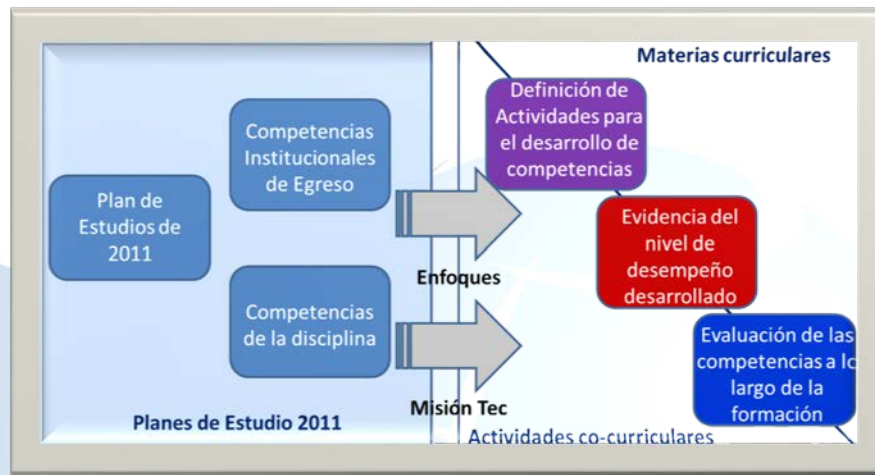 Materias curriculares
Definición de
Actividades para
el desarrollo de
competencias
Competencias
Institucionales
de Egreso
Plan de
Estudios de
2011
Evidencia del
nivel de
desempeño
desarrollado
Enfoques
Competencias
de la disciplina
Evaluación de las
competencias a lo
largo de la
formación
Misión Tec
Planes de Estudio 2011
Actividades co-curriculares